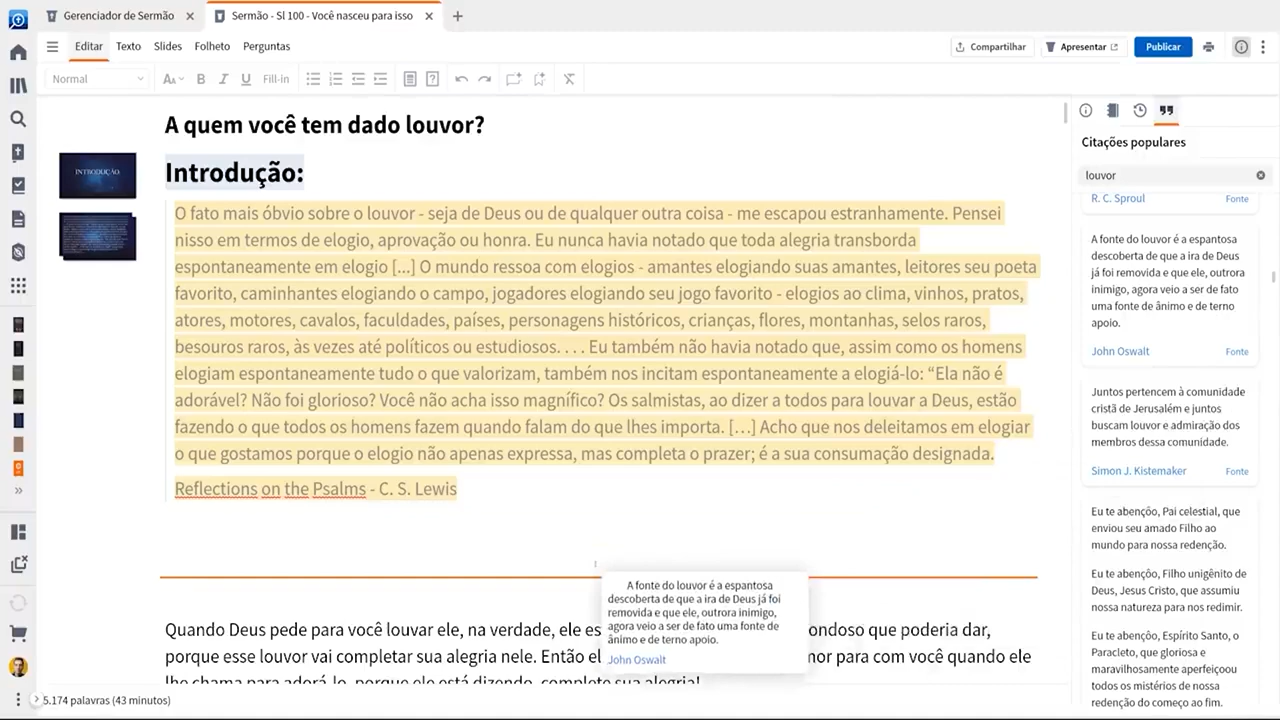 Gerenciador de Sermão
Sermão - Sl 100 - Você nasceu para isso
Editar Texto Slides Folheto Perguntas
Compartilhar Apresentar Publicar
Normal
AA B I U Fill-in
A quem você tem dado louvor?
INTRODUÇÃO
Introdução:
O fato mais óbvio sobre o louvor - seja de Deus ou de qualquer outra coisa - me escapou estranhamente. Pensei
nisso em termos de elogio, aprovação ou honra. Eu nunca havia notado que toda alegria transborda
espontaneamente em elogio [...] O mundo ressoa com elogios - amantes elogiando suas amantes, leitores seu poeta
favorito, caminhantes elogiando o campo, jogadores elogiando seu jogo favorito - elogios ao clima, vinhos, pratos,
atores, motores, cavalos, faculdades, países, personagens históricos, crianças, flores, montanhas, selos raros,
besouros raros, às vezes até políticos ou estudiosos. . . . Eu também não havia notado que, assim como os homens
elogiam espontaneamente tudo o que valorizam, também nos incitam espontaneamente a elogiá-lo: “Ela não é
adorável? Não foi glorioso? Você não acha isso magnífico? Os salmistas, ao dizer a todos para louvar a Deus, estão
fazendo o que todos os homens fazem quando falam do que lhes importa. […] Acho que nos deleitamos em elogiar
o que gostamos porque o elogio não apenas expressa, mas completa o prazer; é a sua consumação designada.
Reflections on the Psalms - C. S. Lewis
A fonte do louvor é a espantosa
descoberta de que a ira de Deus já foi
removida e que ele, outrora inimigo,
agora veio a ser de fato uma fonte de
ânimo e de terno apoio.
John Oswalt
Quando Deus pede para você louvar ele, na verdade, ele es ondoso que poderia dar,
porque esse louvor vai completar sua alegria nele. Então el nor para com você quando ele
lhe chama para adorá-lo, porque ele está dizendo, complete sua alegria!
5.174 palavras (43 minutos)
Citações populares
louvor
R. C. Sproul Fonte
A fonte do louvor é a espantosa
descoberta de que a ira de Deus
já foi removida e que ele, outrora
inimigo, agora veio a ser de fato
uma fonte de ânimo e de terno
apoio.
John Oswalt Fonte
Juntos pertencem à comunidade
cristã de Jerusalém e juntos
buscam louvor e admiração dos
membros dessa comunidade.
Simon J. Kistemaker Fonte
Eu te abenção, Pai celestial, que
enviou seu amado Filho ao
mundo para nossa redenção.
Eu te abenção, Filho unigênito de
Deus, Jesus Cristo, que assumiu
nossa natureza para nos redimir.
Eu te abenção, Espírito Santo, o
Paracleto, que gloriosa e
maravilhosamente aperfeiçoou
todos os mistérios de nossa
redenção do começo ao fim.